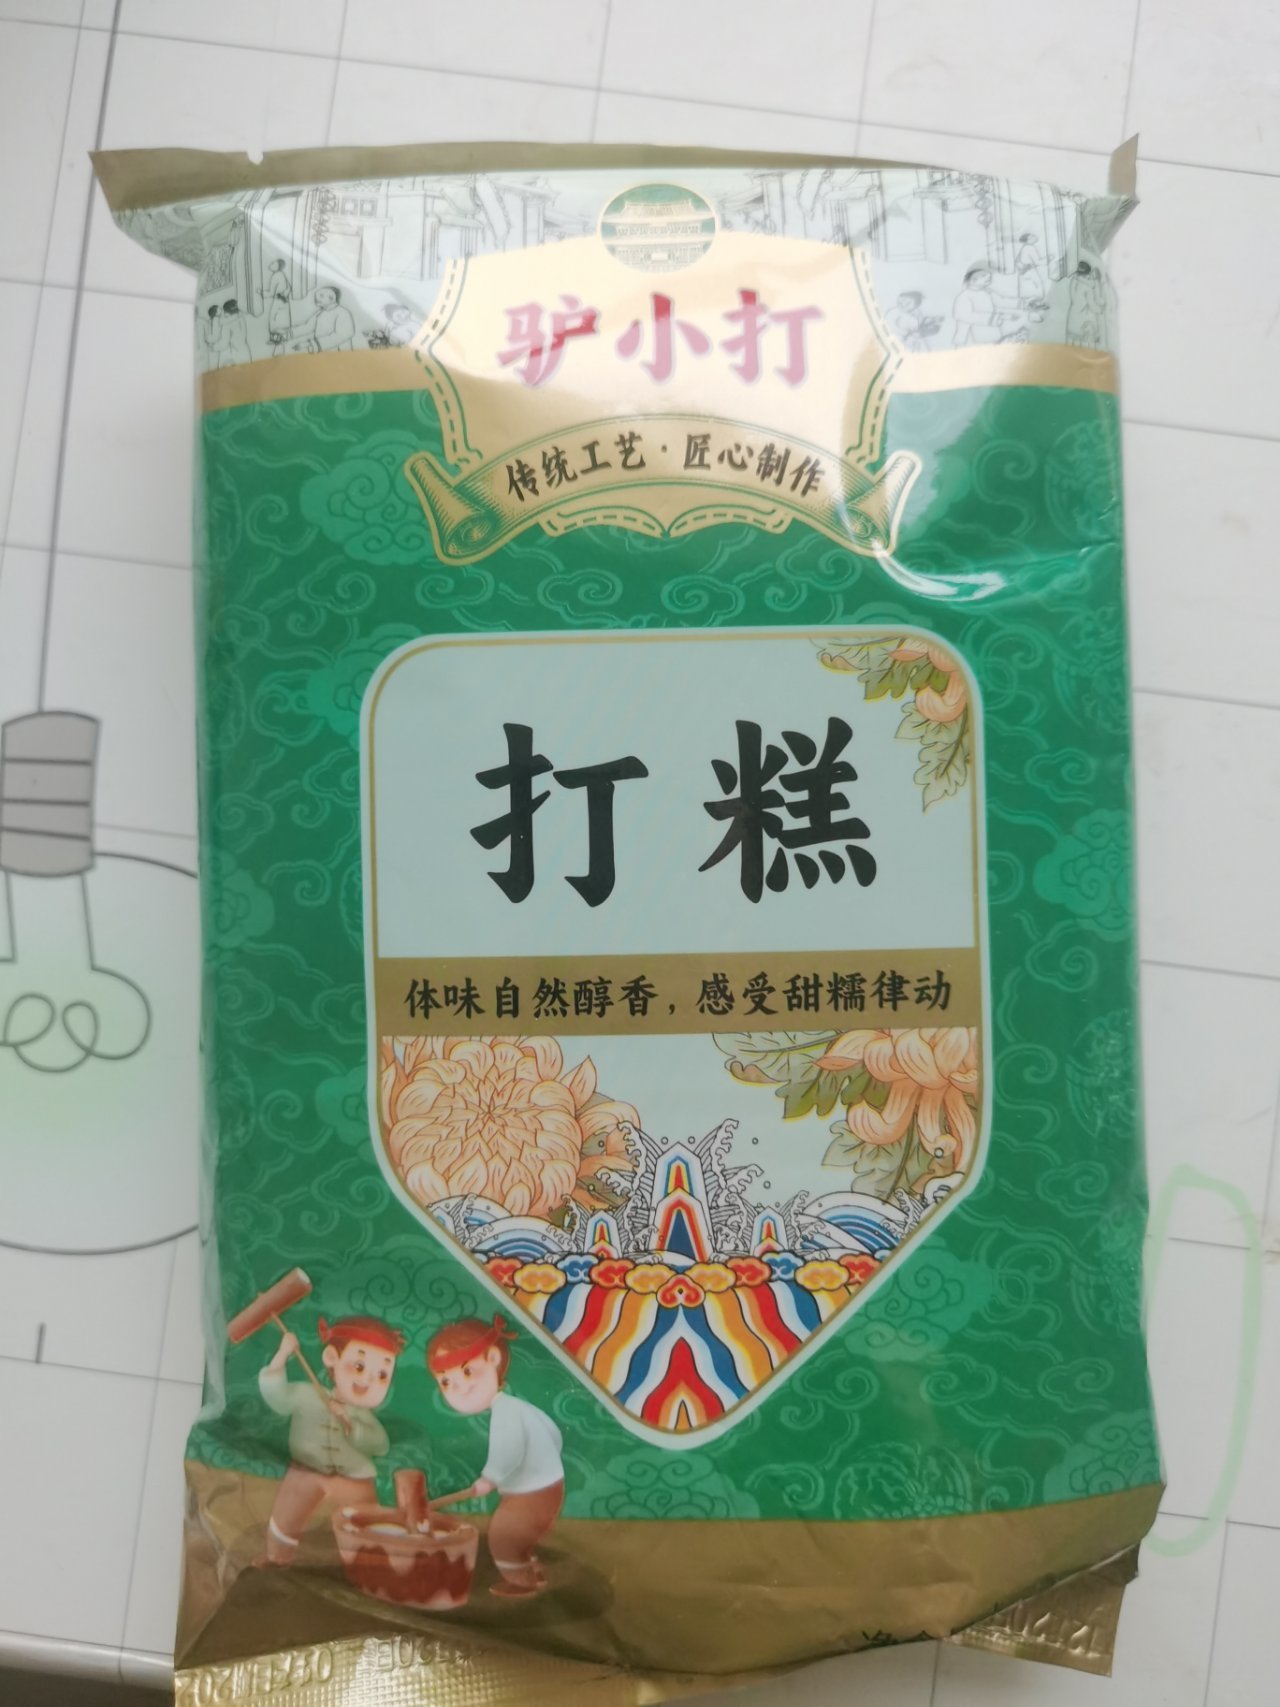 驴小打
传统工艺·匠心制作
打糕
体味自然醇香，感受甜糯律动